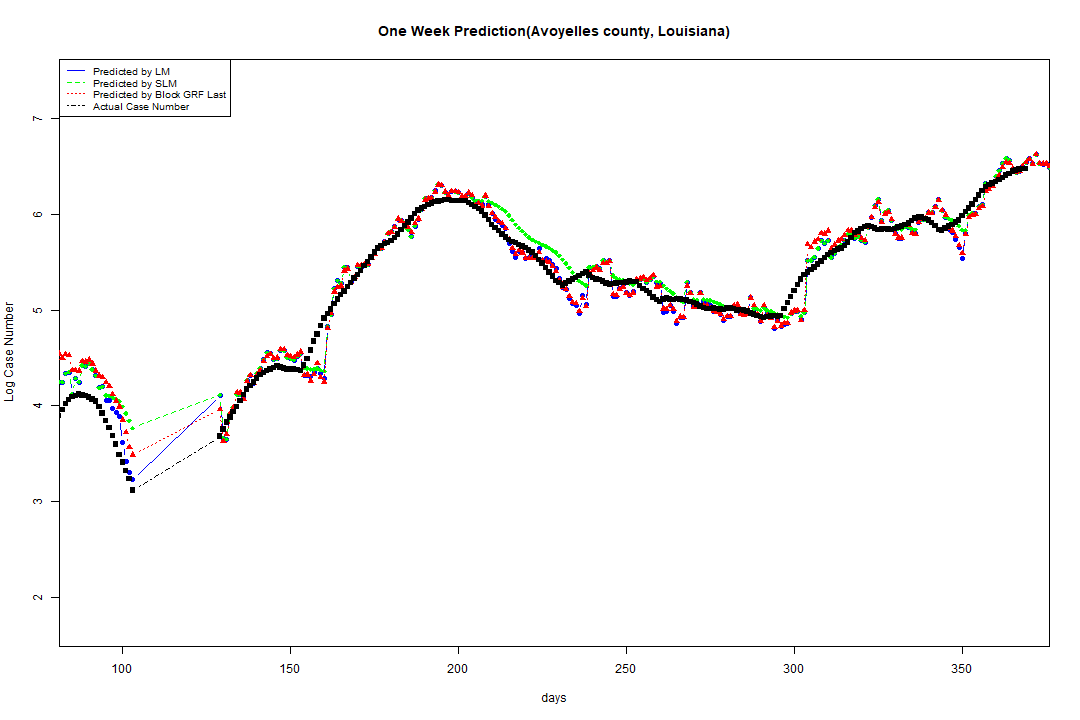 One Week Prediction(Avoyelles county, Louisiana)
Predicted by LM
Predicted by SLM
Predicted by Block GRF Last
Actual Case Number
Log Case Number
7
6
5
4
3
2
100 150 200 250 300 350
days